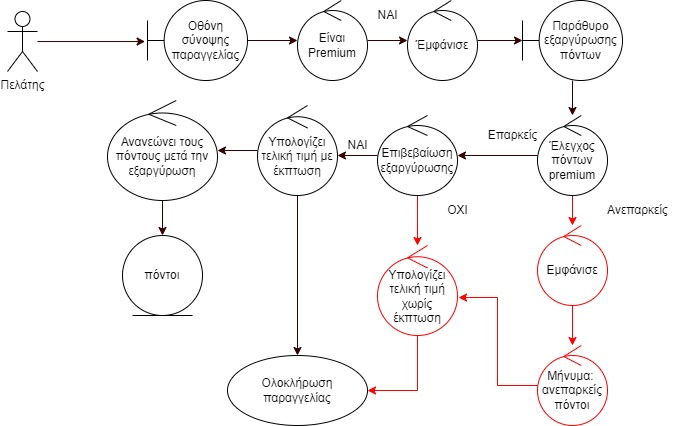 Πελάτης
Οθόνη
σύνοψης
παραγγελίας
Είναι
Premium
ΝΑΙ
Έμφάνισε
Παράθυρο
εξαργύρωσης
πόντων
Ανανεώνει τους
πόντους μετά την
εξαργύρωση
Υπολογίζει
τελική τιμή με
έκπτωση
ΝΑΙ
Επιβεβαίωση
εξαργύρωσης
Επαρκείς
Έλεγχος
πόντων
premium
ΟΧΙ
Ανεπαρκείς
πόντοι
Υπολογίζει
τελική τιμή
χωρίς
έκπτωση
Εμφάνισε
Ολοκλήρωση
παραγγελίας
Μήνυμα:
ανεπαρκείς
πόντοι